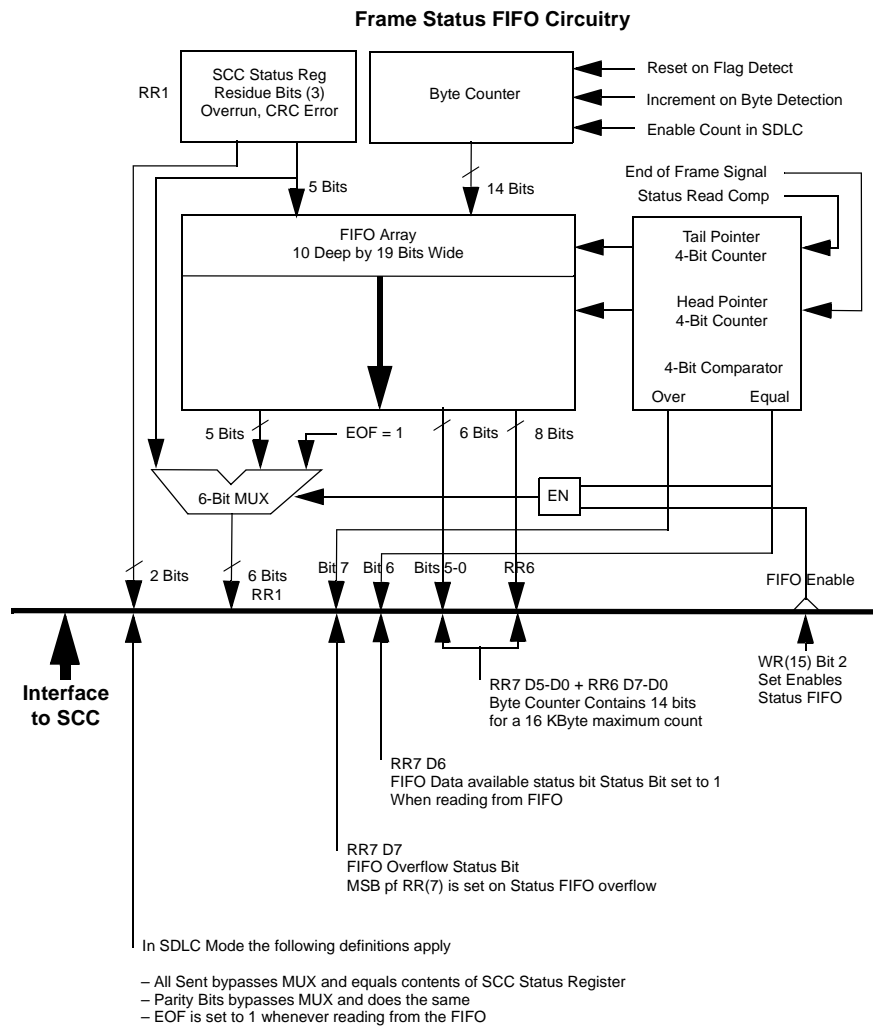 Frame Status FIFO Circuitry
RR1
SCC Status Reg
Residue Bits (3)
Overrun, CRC Error
Byte Counter
Reset on Flag Detect
Increment on Byte Detection
Enable Count in SDLC
End of Frame Signal
Status Read Comp
5 Bits
14 Bits
FIFO Array
10 Deep by 19 Bits Wide
Tail Pointer
4-Bit Counter
Head Pointer
4-Bit Counter
4-Bit Comparator
Over
Equal
5 Bits
EOF = 1
6 Bits
8 Bits
6-Bit MUX
EN
2 Bits
6 Bits
RR1
Bit 7
Bit 6
Bits 5-0
RR6
FIFO Enable
Interface
to SCC
WR(15) Bit 2
Set Enables
Status FIFO
RR7 D5-D0 + RR6 D7-D0
Byte Counter Contains 14 bits
for a 16 KByte maximum count
RR7 D6
FIFO Data available status bit Status Bit set to 1
When reading from FIFO
RR7 D7
FIFO Overflow Status Bit
MSB pf RR(7) is set on Status FIFO overflow
In SDLC Mode the following definitions apply
– All Sent bypasses MUX and equals contents of SCC Status Register
– Parity Bits bypasses MUX and does the same
– EOF is set to 1 whenever reading from the FIFO